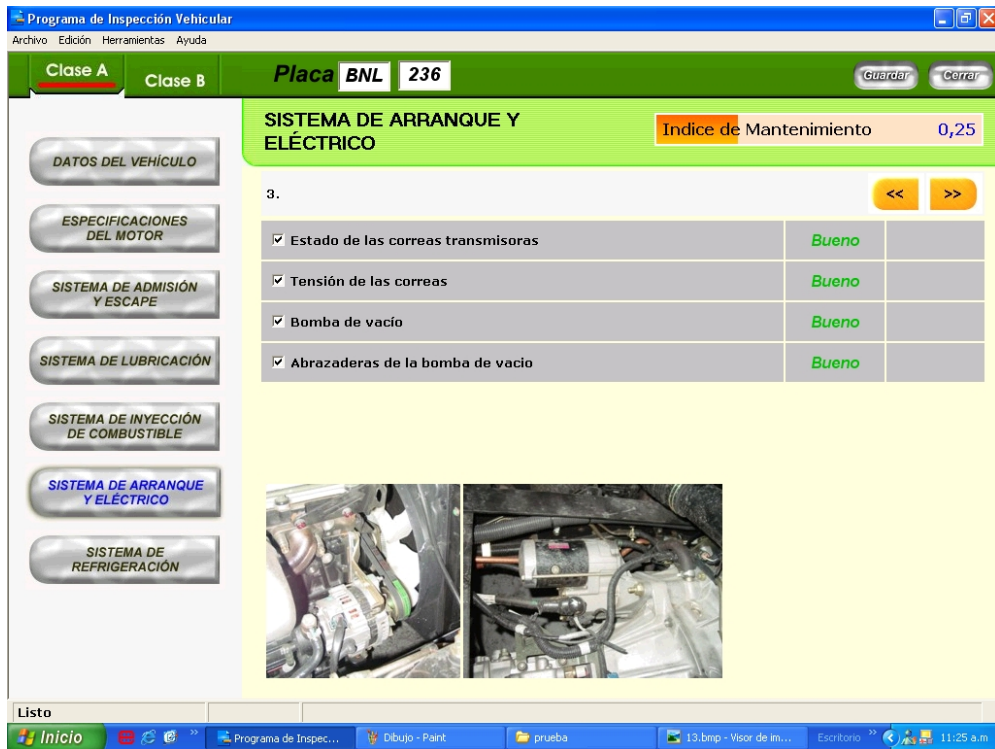 Programa de Inspección Vehicular
Archivo Edición Herramientas Ayuda
Clase A
Clase B
Placa BNL 236
Guardar Cerrar
SISTEMA DE ARRANQUE Y
ELÉCTRICO
Indice de Mantenimiento 0,25
DATOS DEL VEHÍCULO
ESPECIFICACIONES
DEL MOTOR
SISTEMA DE ADMISIÓN
Y ESCAPE
SISTEMA DE LUBRICACIÓN
SISTEMA DE INYECCIÓN
DE COMBUSTIBLE
SISTEMA DE ARRANQUE
Y ELÉCTRICO
SISTEMA DE
REFRIGERACIÓN
3.
<< >>
Estado de las correas transmisoras Bueno
Tensión de las correas Bueno
Bomba de vacío Bueno
Abrazaderas de la bomba de vacio Bueno
Listo
Inicio » Programa de Inspec... Dibujo - Paint prueba 13.bmp - Visor de im... Escritorio » 11:25 a.m